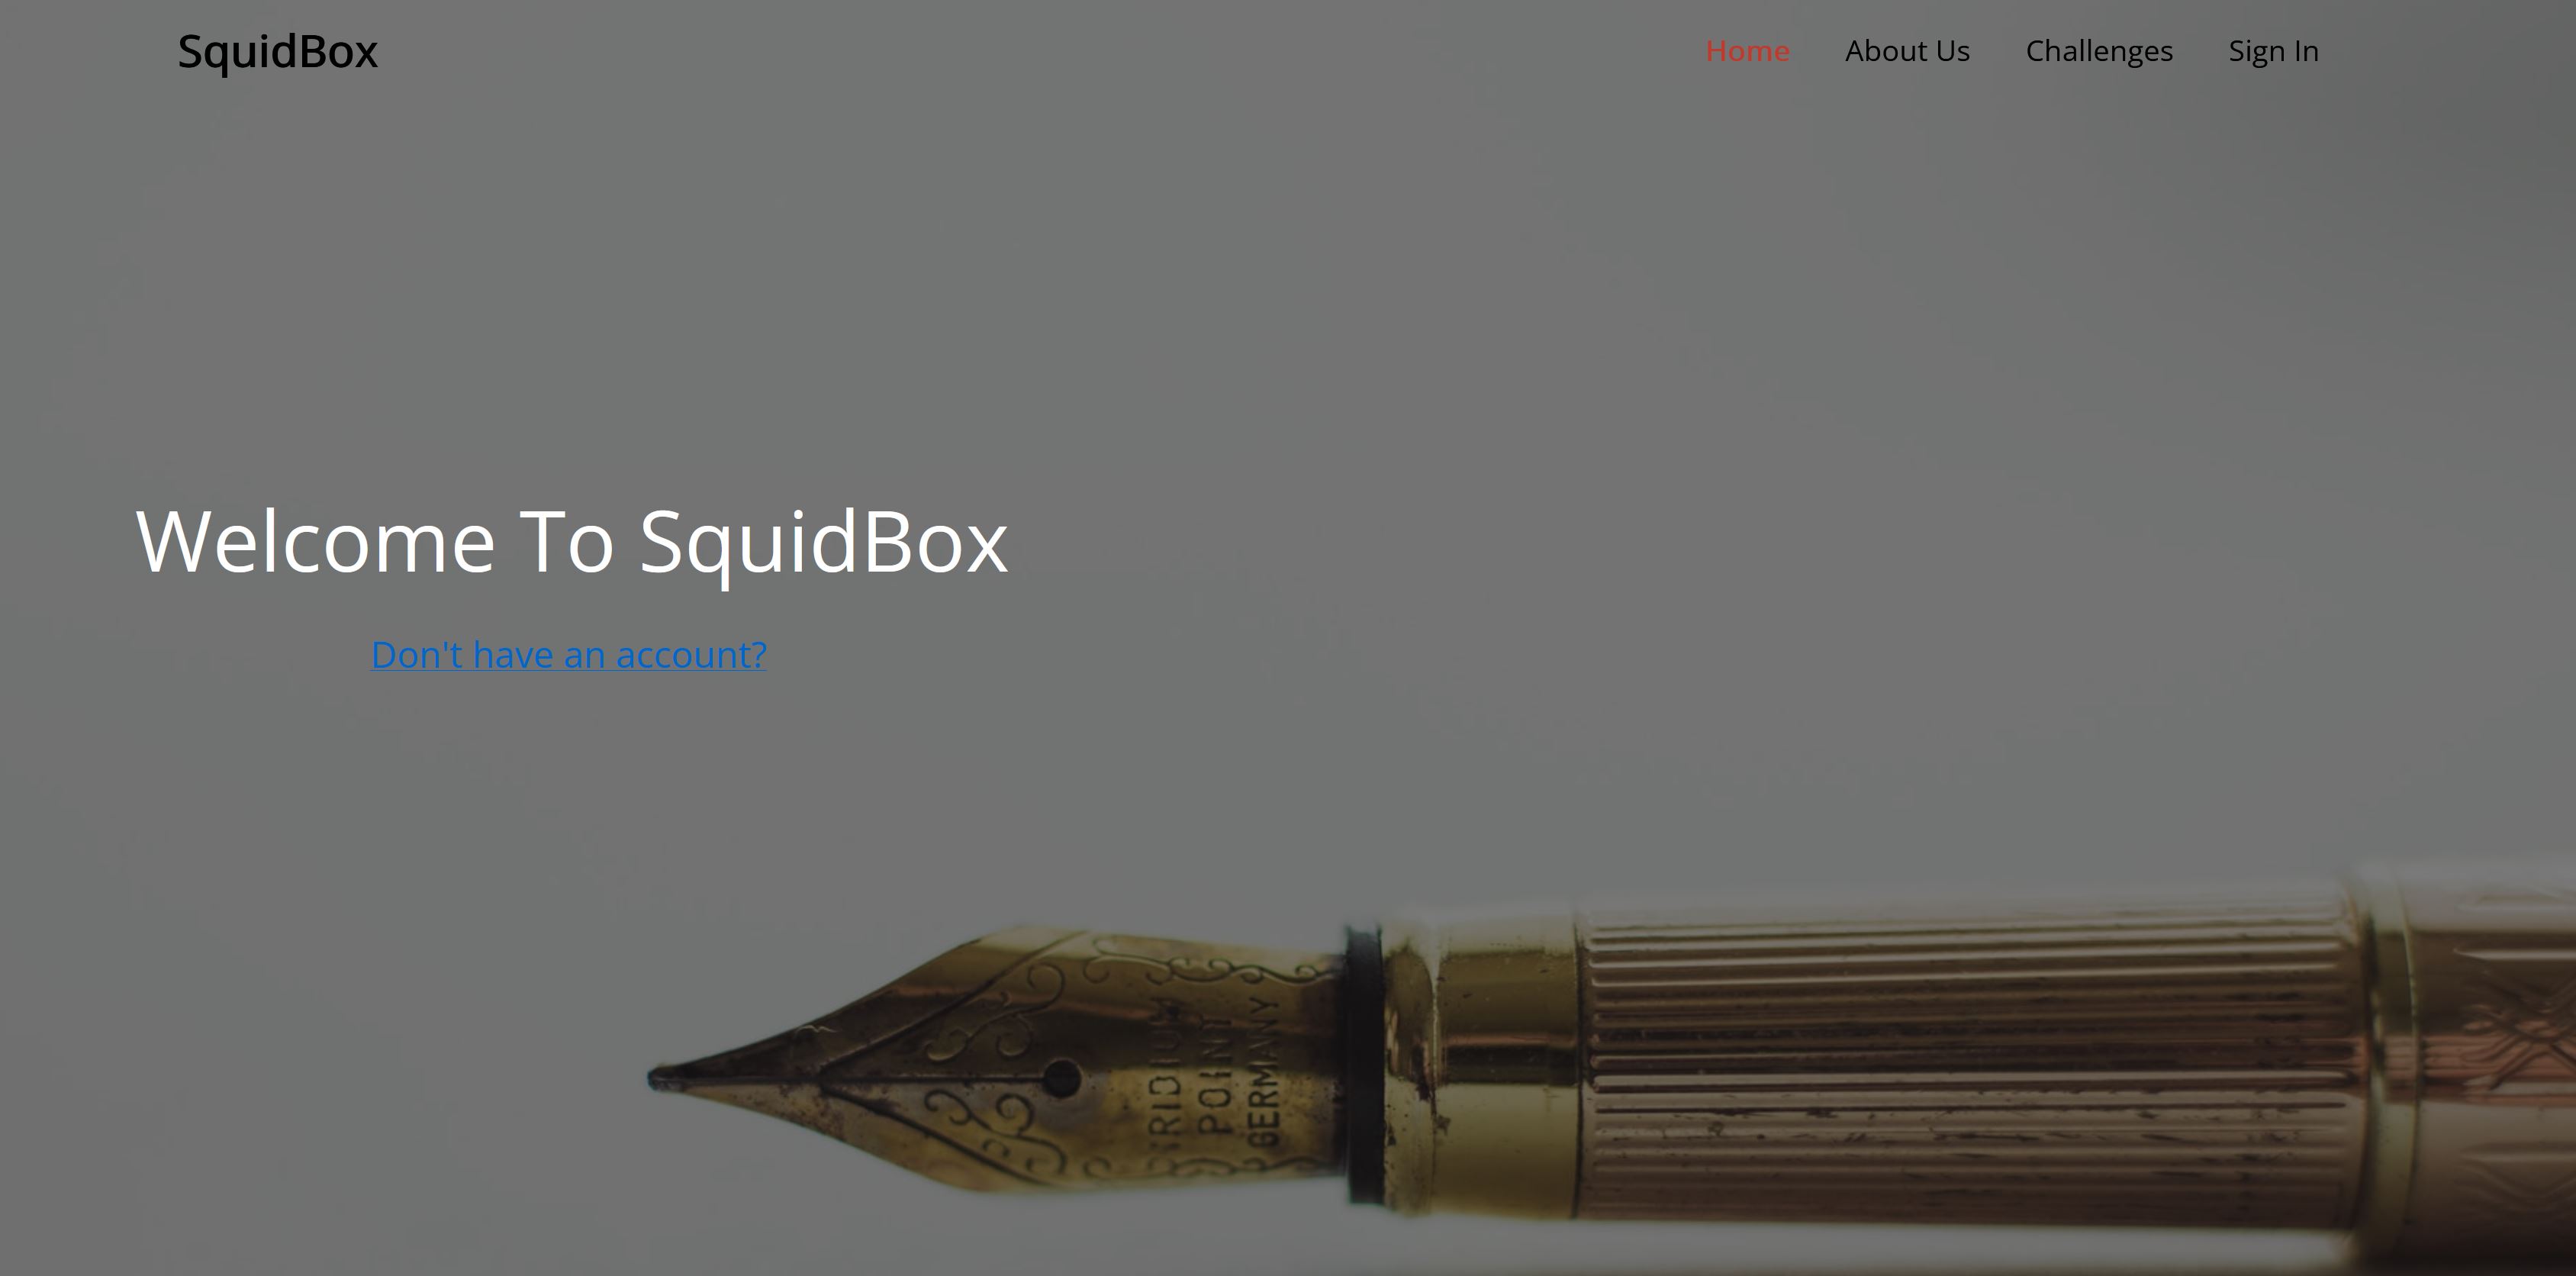 SquidBox
Home About Us Challenges Sign In
Welcome To SquidBox
Don't have an account?
IRIDIUM
POINT
GERMANY